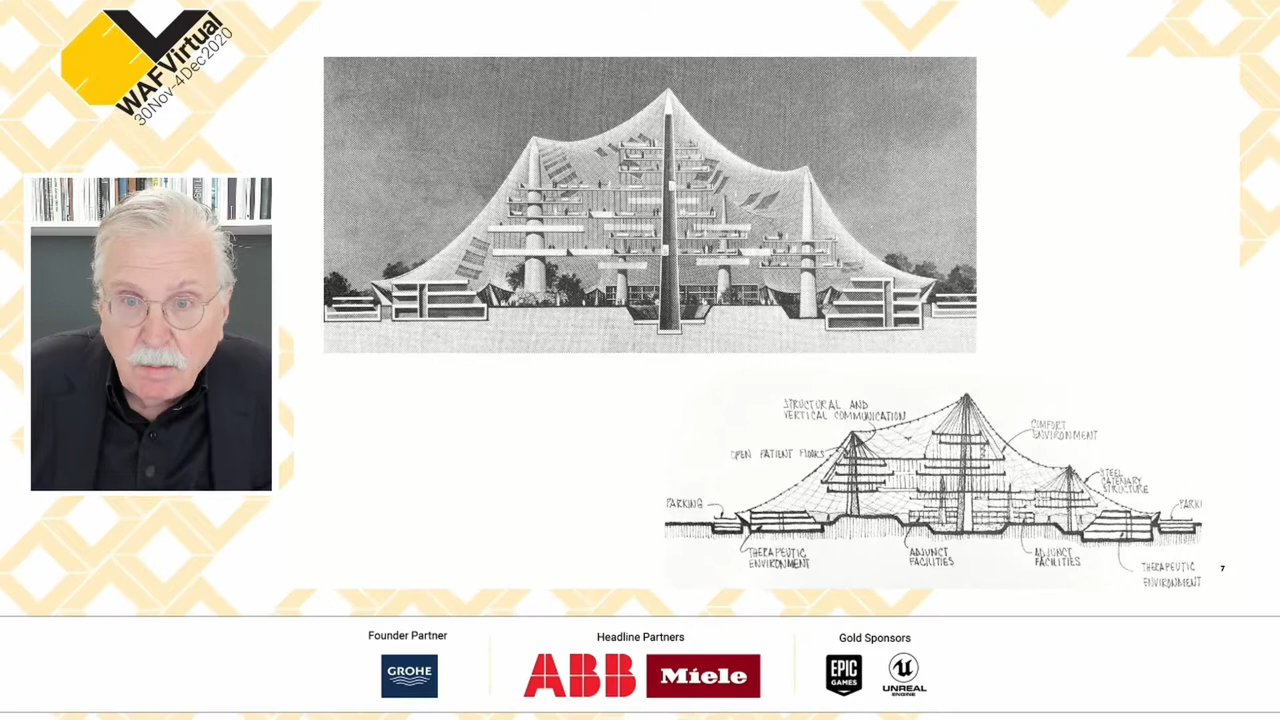 WAFVirtual
30Nov-4Dec2020
STRUCTURAL AND
VERTICAL COMMUNICATION
COMFORT
ENVIRONMENT
OPEN PATIENT FLOORS
STEEL
CATENARY
STRUCTURE
PARKING
PARKI
THERAPEUTIC
ENVIRONMENT
ADJUNCT
FACILITIES
ADJUNCT
FACILITIES
THERAPEUTIC
ENVIRONMENT
7
Founder Partner
Headline Partners
Gold Sponsors
GROHE
ABB
Miele
EPIC
GAMES
UNREAL
ENGINE